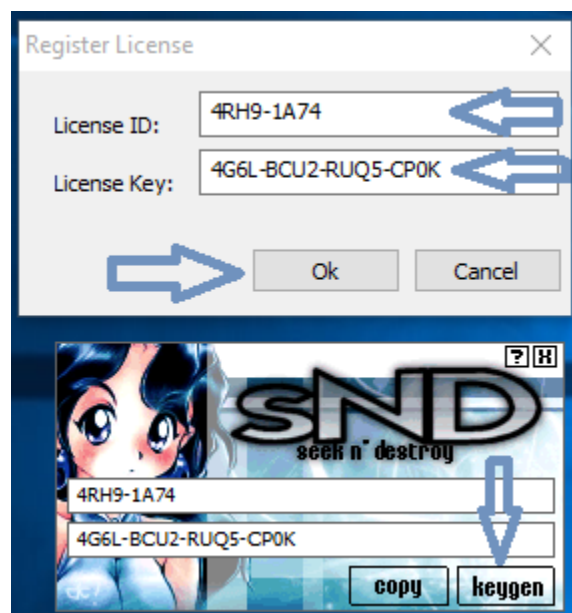 Register License
License ID:
4RH9-1A74
License Key:
4G6L-BCU2-RUQ5-CP0K
Ok
Cancel
? X
SND
seek n' destroy
4RH9-1A74
4G6L-BCU2-RUQ5-CP0K
copy
keygen